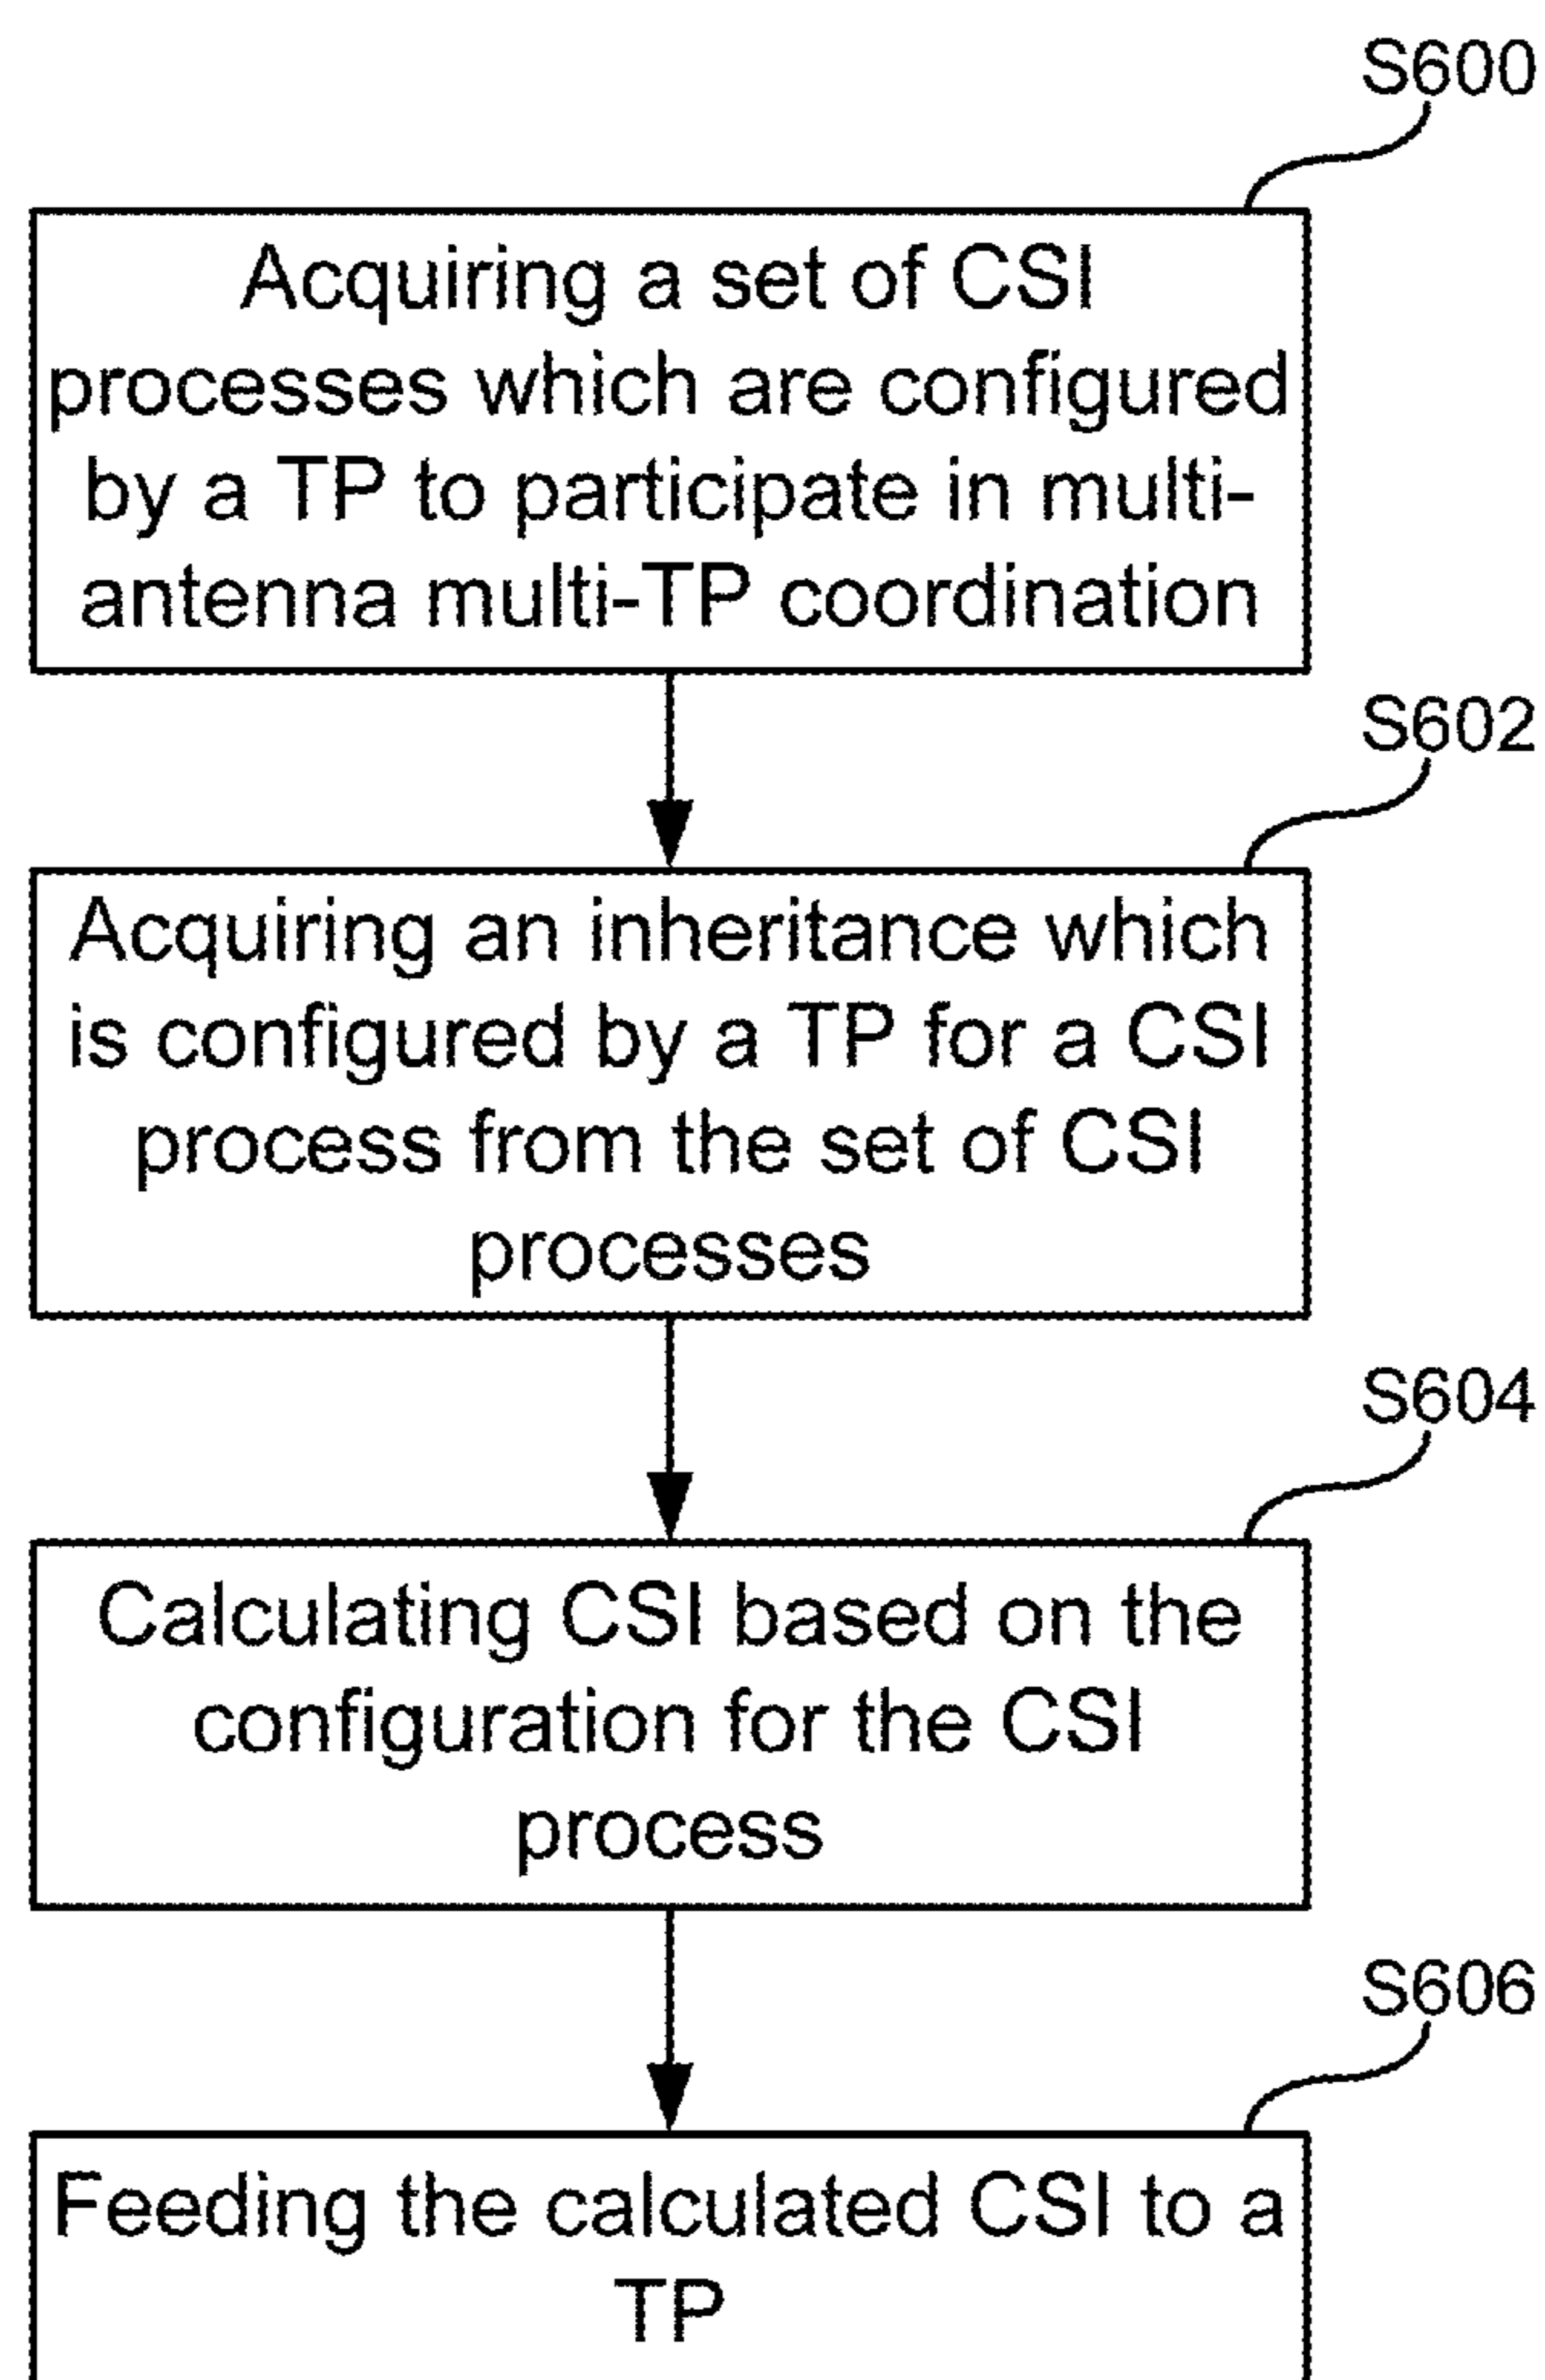 S600
Acquiring a set of CSI
processes which are configured
by a TP to participate in multi-
antenna multi-TP coordination
S602
Acquiring an inheritance which
is configured by a TP for a CSI
process from the set of CSI
processes
S604
Calculating CSI based on the
configuration for the CSI
process
S606
Feeding the calculated CSI to a
TP